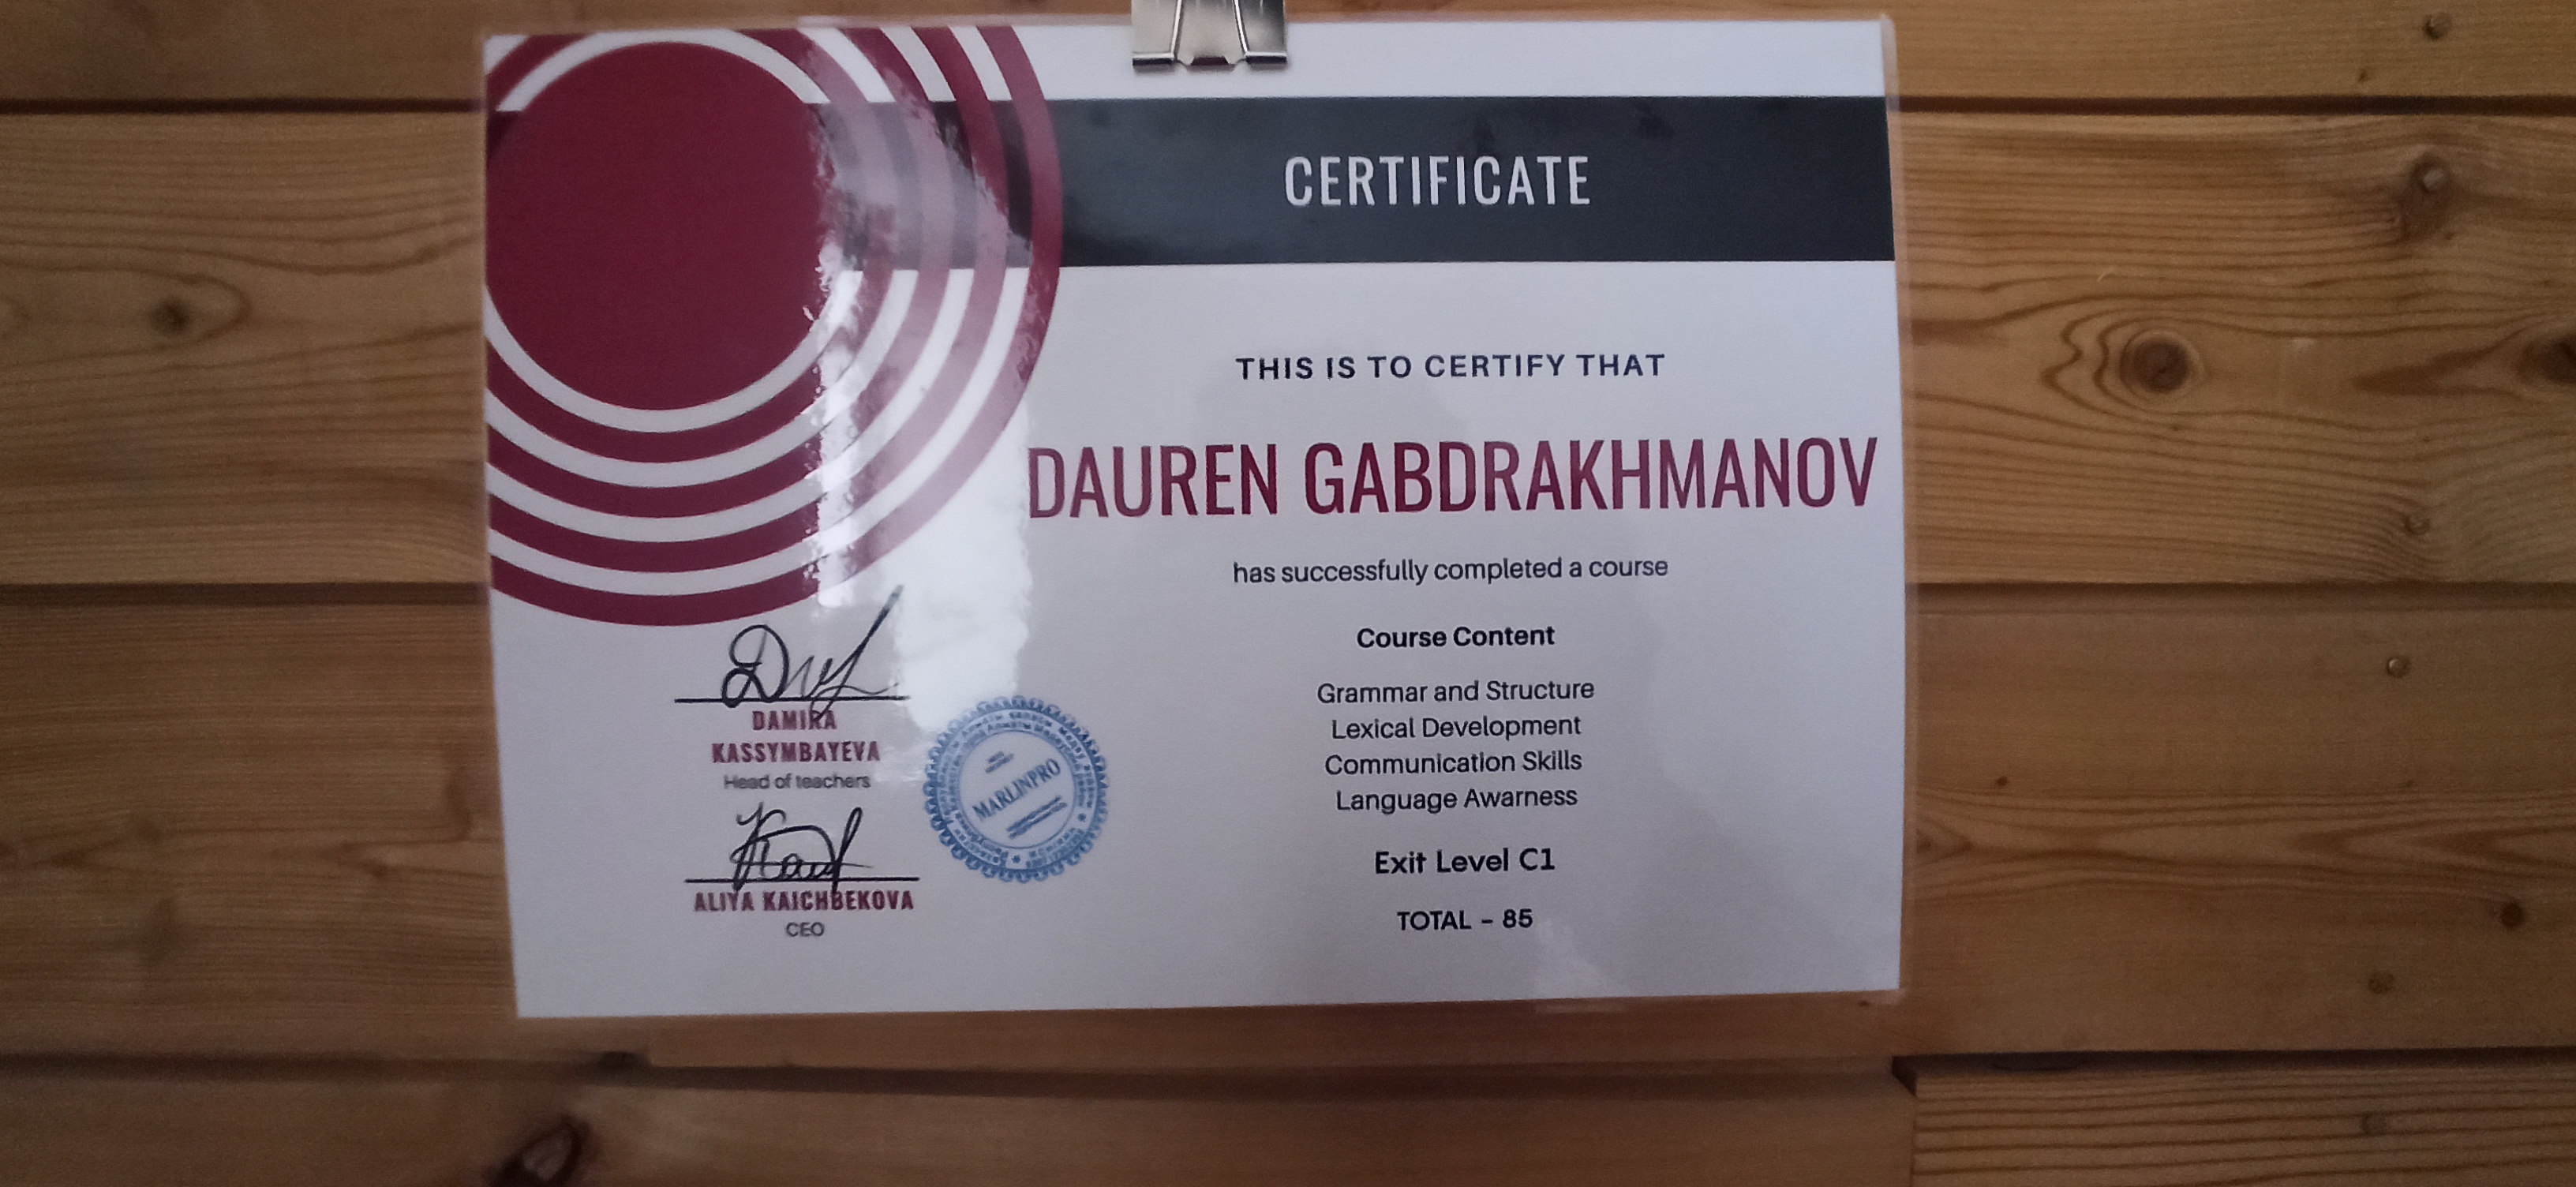 CERTIFICATE
THIS IS TO CERTIFY THAT
DAUREN GABDRAKHMANOV
has successfully completed a course
Course Content
Grammar and Structure
Lexical Development
Communication Skills
Language Awarness
Exit Level C1
TOTAL - 85
DAMIRA
KASSYMBAYEVA
Head of teachers
ALIYA KAICHBEKOVA
CEO
MARLINPRO